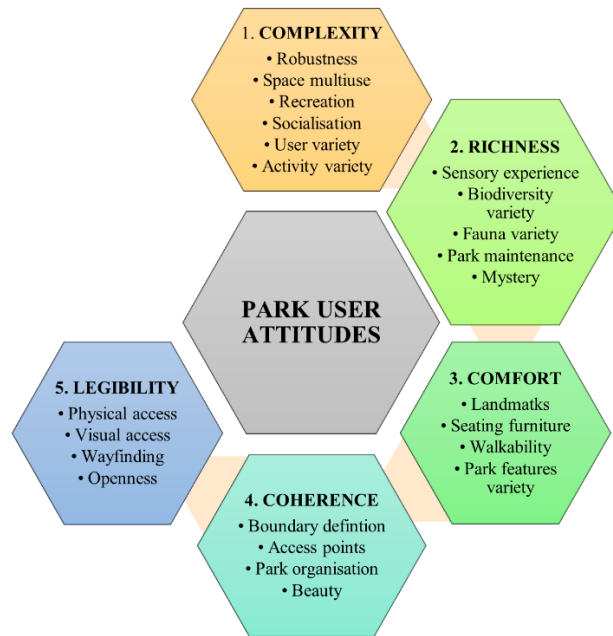 1. COMPLEXITY
• Robustness
• Space multiuse
• Recreation
• Socialisation
• User variety
• Activity variety
2. RICHNESS
• Sensory experience
• Biodiversity
variety
• Fauna variety
• Park maintenance
• Mystery
PARK USER
ATTITUDES
3. COMFORT
• Landmatks
• Seating furniture
• Walkability
• Park features
variety
4. COHERENCE
• Boundary defintion
• Access points
• Park organisation
• Beauty
5. LEGIBILITY
• Physical access
• Visual access
• Wayfinding
• Openness